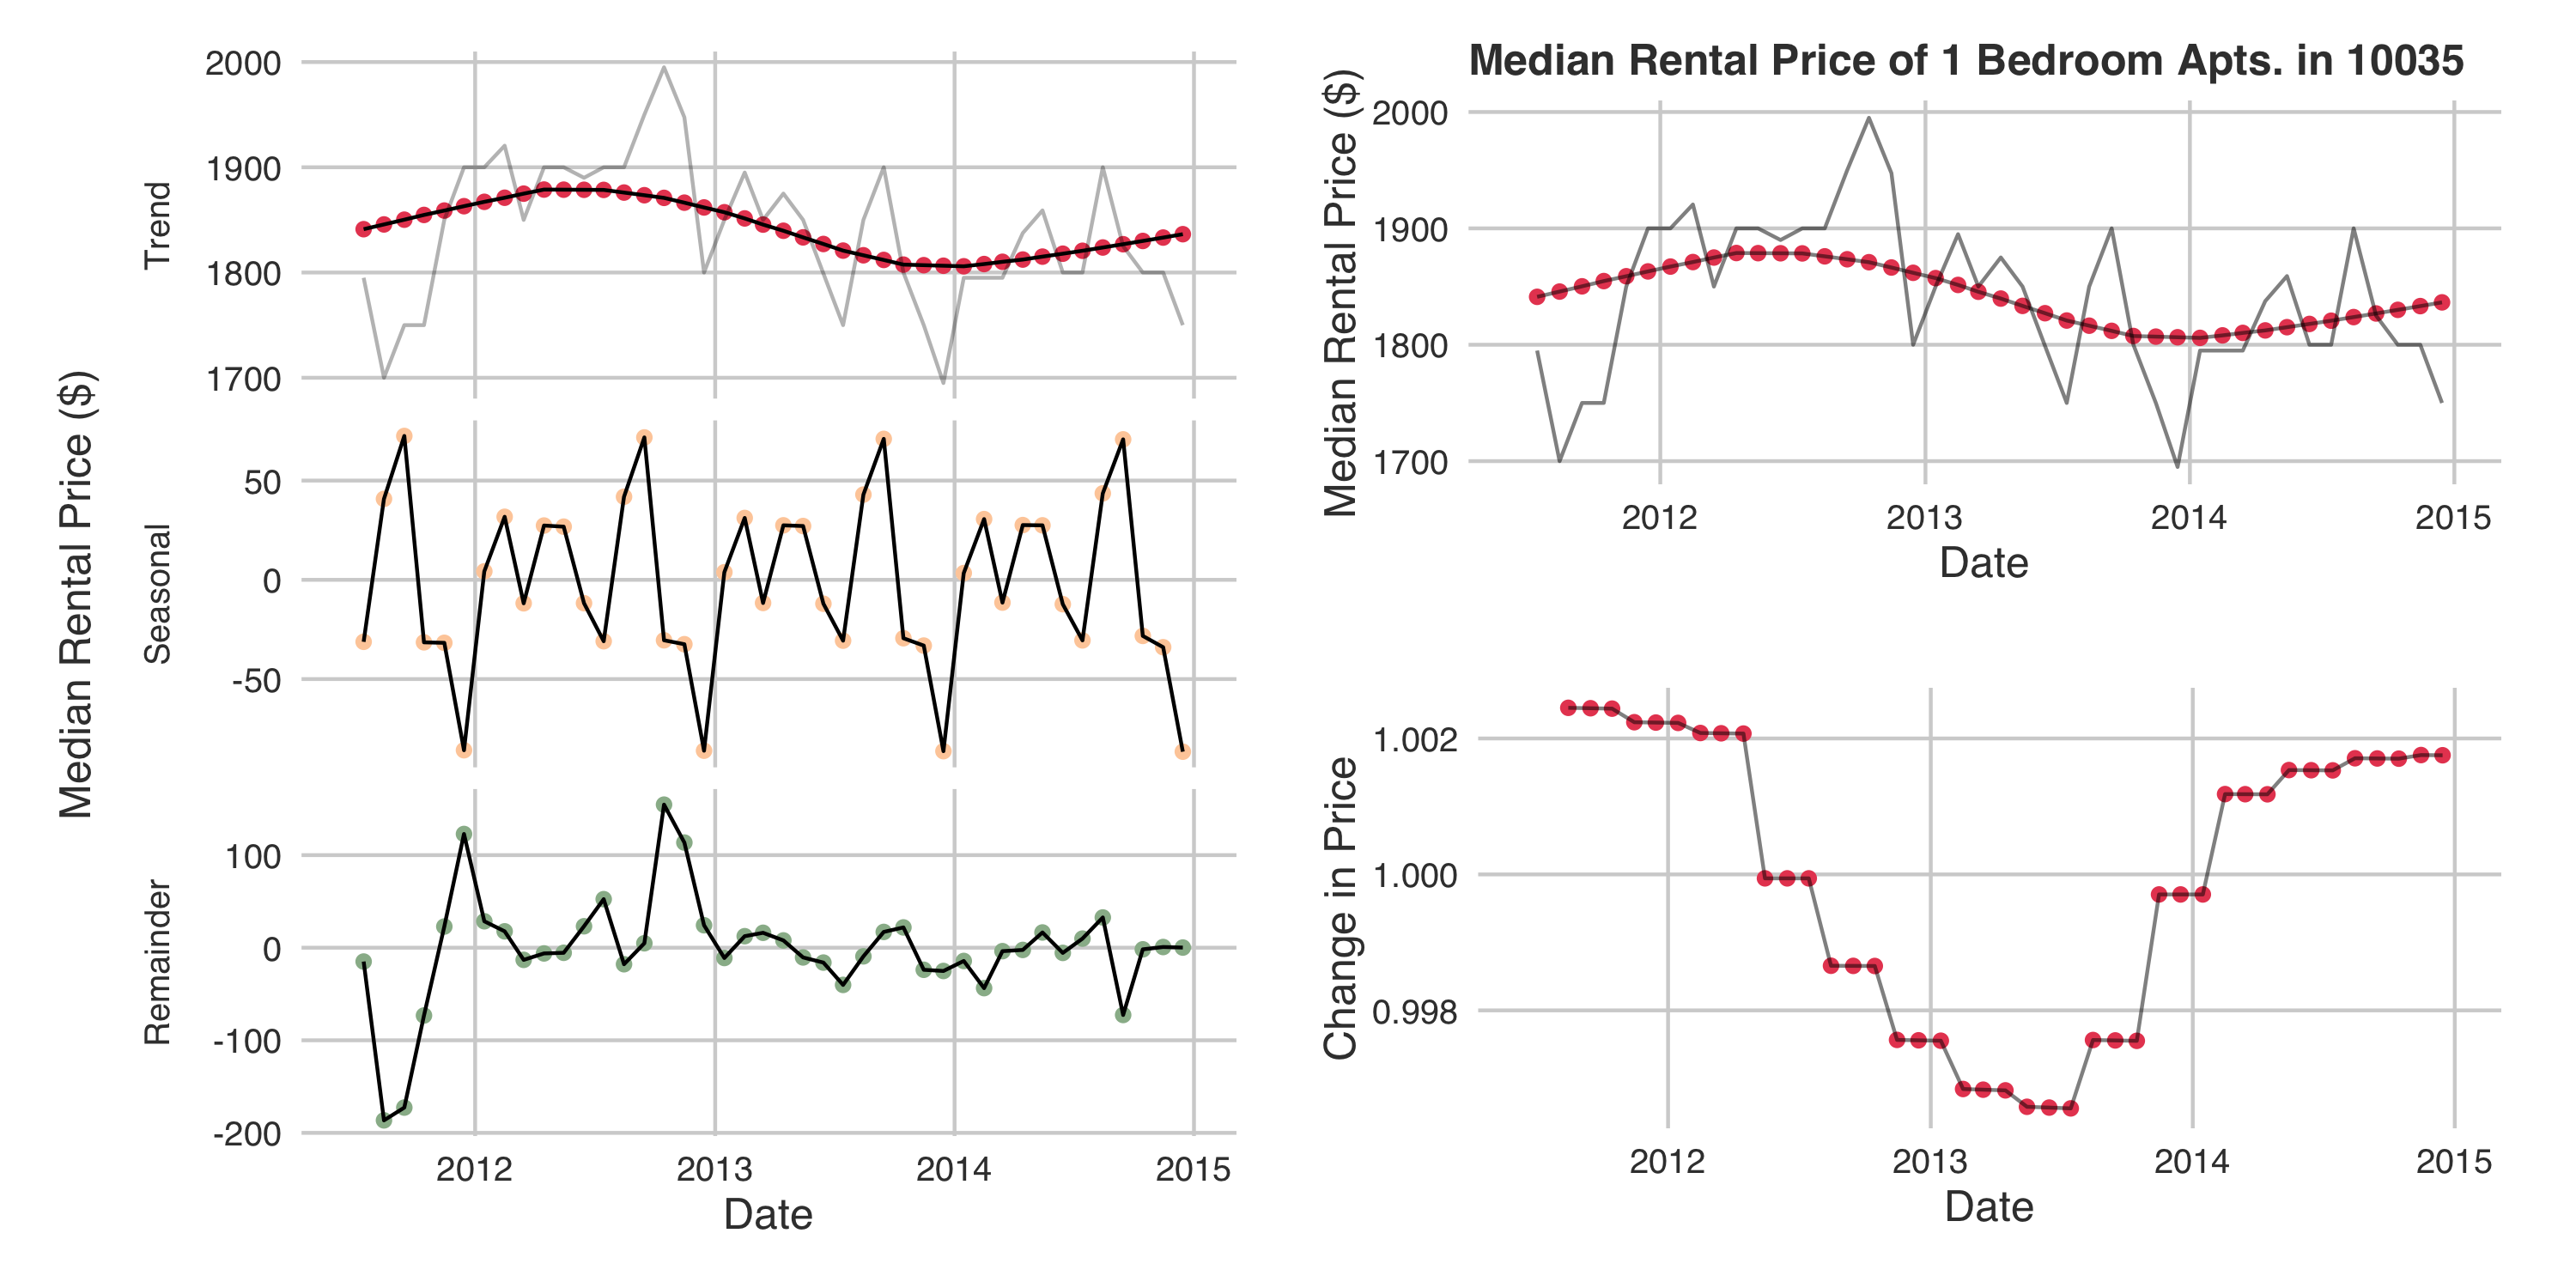 Median Rental Price ($)
Trend
2000
1900
1800
1700
Seasonal
50
0
-50
Remainder
100
0
-100
-200
2012 2013 2014 2015
Date
Median Rental Price of 1 Bedroom Apts. in 10035
Median Rental Price ($)
2000
1900
1800
1700
2012 2013 2014 2015
Date
Change in Price
1.002
1.000
0.998
2012 2013 2014 2015
Date